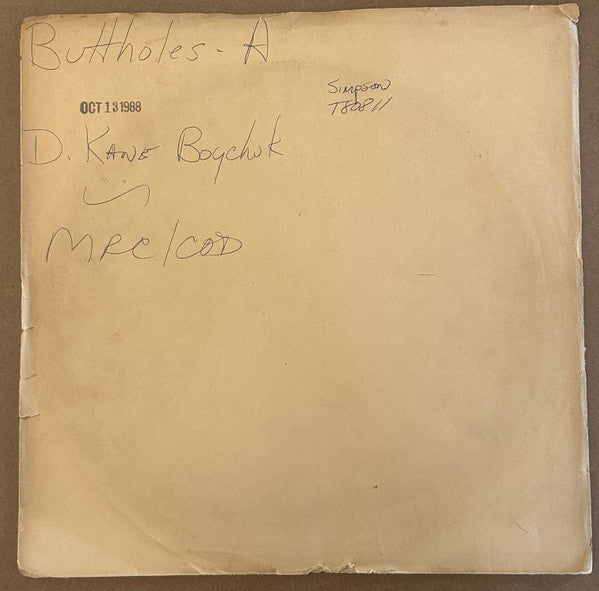 Buttholes - A
Simpson
OCT 13 1988
T80811
D. Kane Boychuk
MRC/COD